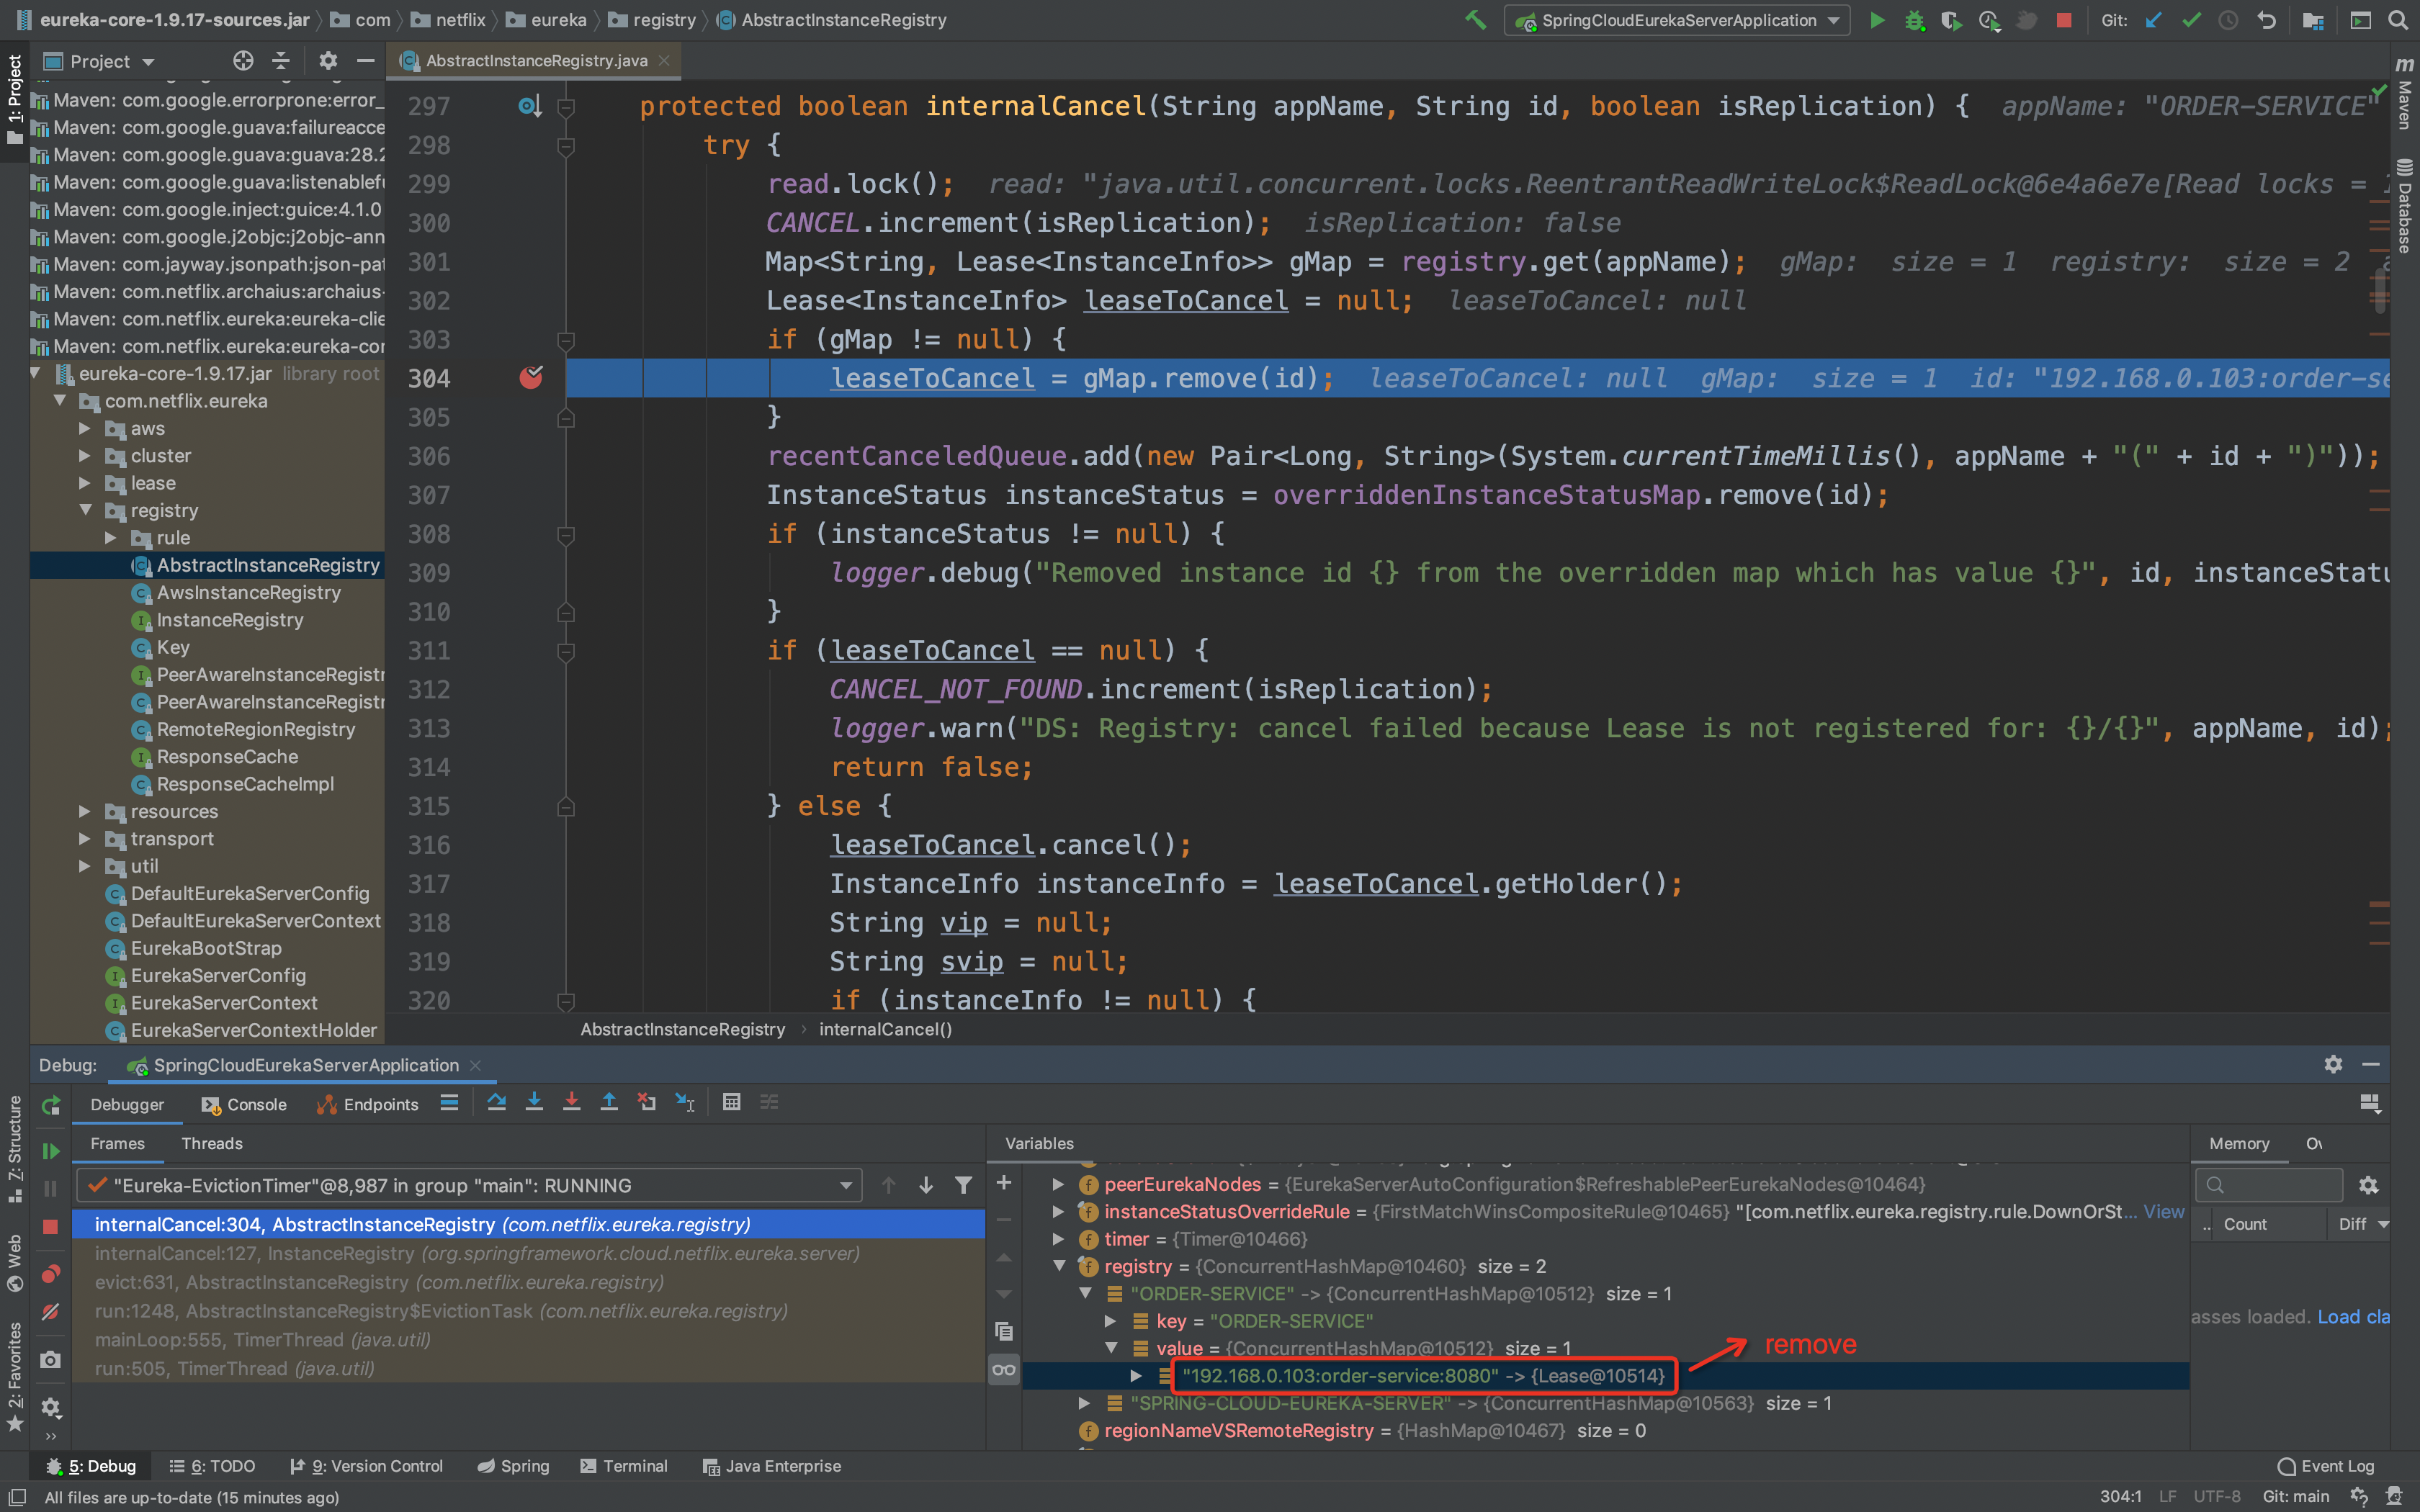 eureka-core-1.9.17-sources.jar com netflix eureka registry AbstractInstanceRegistry SpringCloudEurekaServerApplication Git:
1: Project
Project
AbstractInstanceRegistry.java
Maven: com.google.errorprone:error_
Maven: com.google.guava:failureacce
Maven: com.google.guava:guava:28.2
Maven: com.google.guava:listenablefu
Maven: com.google.inject:guice:4.1.0
Maven: com.google.j2objc:j2objc-ann
Maven: com.jayway.jsonpath:json-pat
Maven: com.netflix.archaius:archaius-
Maven: com.netflix.eureka:eureka-clie
Maven: com.netflix.eureka:eureka-cor
eureka-core-1.9.17.jar library root
com.netflix.eureka
aws
cluster
lease
registry
rule
AbstractInstanceRegistry
AwsInstanceRegistry
InstanceRegistry
Key
PeerAwareInstanceRegistr
PeerAwareInstanceRegistr
RemoteRegionRegistry
ResponseCache
ResponseCacheImpl
resources
transport
util
DefaultEurekaServerConfig
DefaultEurekaServerContext
EurekaBootStrap
EurekaServerConfig
EurekaServerContext
EurekaServerContextHolder
297 protected boolean internalCancel(String appName, String id, boolean isReplication) { appName: "ORDER-SERVICE"
298 try {
299 read.lock(); read: "java.util.concurrent.locks.ReentrantReadWriteLock$ReadLock@6e4a6e7e[Read locks = 1
300 CANCEL.increment(isReplication); isReplication: false
301 Map<String, Lease<InstanceInfo>> gMap = registry.get(appName); gMap: size = 1 registry: size = 2 a
302 Lease<InstanceInfo> leaseToCancel = null; leaseToCancel: null
303 if (gMap != null) {
304 leaseToCancel = gMap.remove(id); leaseToCancel: null gMap: size = 1 id: "192.168.0.103:order-se
305 }
306 recentCanceledQueue.add(new Pair<Long, String>(System.currentTimeMillis(), appName + "(" + id + ")"));
307 InstanceStatus instanceStatus = overriddenInstanceStatusMap.remove(id);
308 if (instanceStatus != null) {
309 logger.debug("Removed instance id {} from the overridden map which has value {}", id, instanceStatu
310 }
311 if (leaseToCancel == null) {
312 CANCEL_NOT_FOUND.increment(isReplication);
313 logger.warn("DS: Registry: cancel failed because Lease is not registered for: {}/{}", appName, id);
314 return false;
315 } else {
316 leaseToCancel.cancel();
317 InstanceInfo instanceInfo = leaseToCancel.getHolder();
318 String vip = null;
319 String svip = null;
320 if (instanceInfo != null) {
AbstractInstanceRegistry internalCancel()
m Maven
Database
Debug: SpringCloudEurekaServerApplication
Debugger Console Endpoints
Frames Threads
"Eureka-EvictionTimer"@8,987 in group "main": RUNNING
internalCancel:304, AbstractInstanceRegistry (com.netflix.eureka.registry)
internalCancel:127, InstanceRegistry (org.springframework.cloud.netflix.eureka.server)
evict:631, AbstractInstanceRegistry (com.netflix.eureka.registry)
run:1248, AbstractInstanceRegistry$EvictionTask (com.netflix.eureka.registry)
mainLoop:555, TimerThread (java.util)
run:505, TimerThread (java.util)
Variables
peerEurekaNodes = {EurekaServerAutoConfiguration$RefreshablePeerEurekaNodes@10464}
instanceStatusOverrideRule = {FirstMatchWinsCompositeRule@10465} "[com.netflix.eureka.registry.rule.DownOrSt... View
timer = {Timer@10466}
registry = {ConcurrentHashMap@10460} size = 2
"ORDER-SERVICE" -> {ConcurrentHashMap@10512} size = 1
key = "ORDER-SERVICE"
value = {ConcurrentHashMap@10512} size = 1
"192.168.0.103:order-service:8080" -> {Lease@10514}
remove
"SPRING-CLOUD-EUREKA-SERVER" -> {ConcurrentHashMap@10563} size = 1
regionNameVSRemoteRegistry = {HashMap@10467} size = 0
Memory Ov
.. Count Diff
asses loaded. Load cla
Z: Structure
Web
2: Favorites
5: Debug 6: TODO 9: Version Control Spring Terminal Java Enterprise Event Log
All files are up-to-date (15 minutes ago) 304:1 LF UTF-8 Git: main